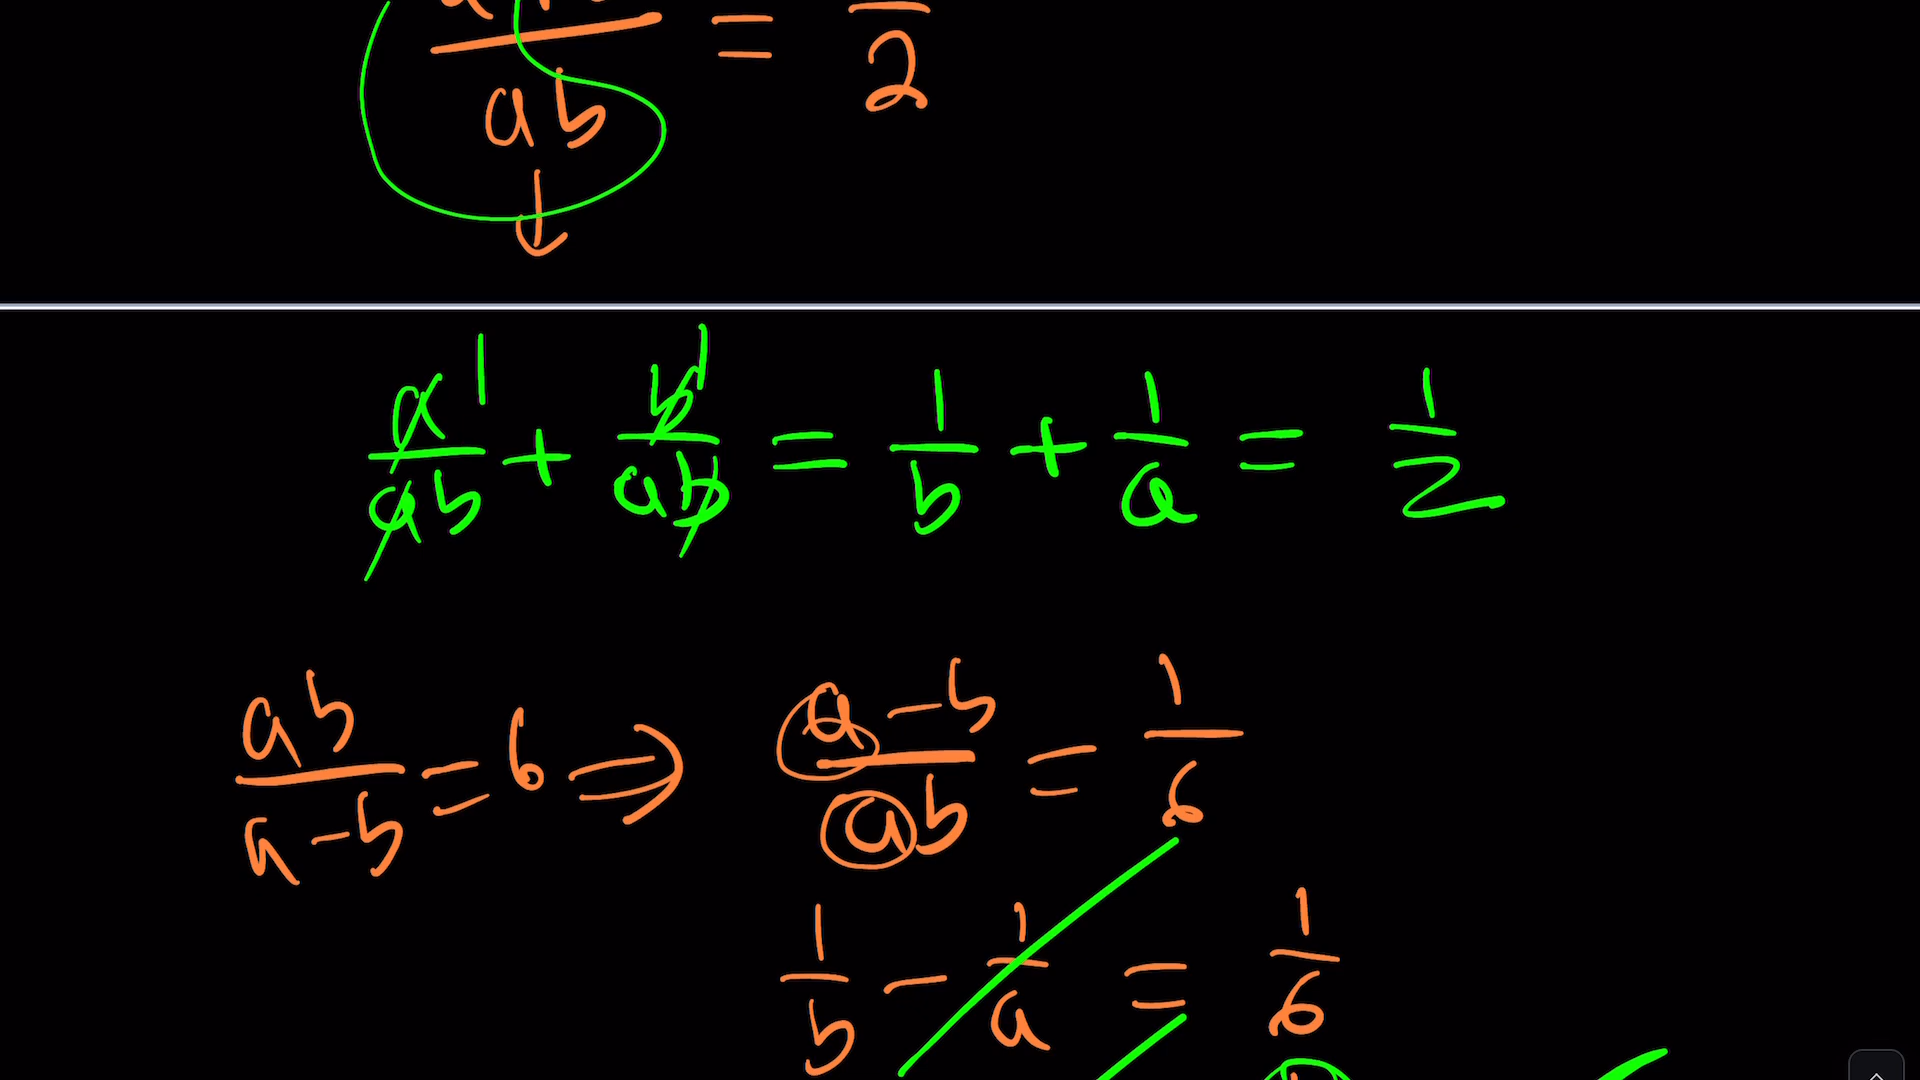 ab = 2
a/ab + b/ab = 1/b + 1/a = 1/2
ab/a-b = 6 ⇒ a-b/ab = 1/6
1/b - 1/a = 1/6